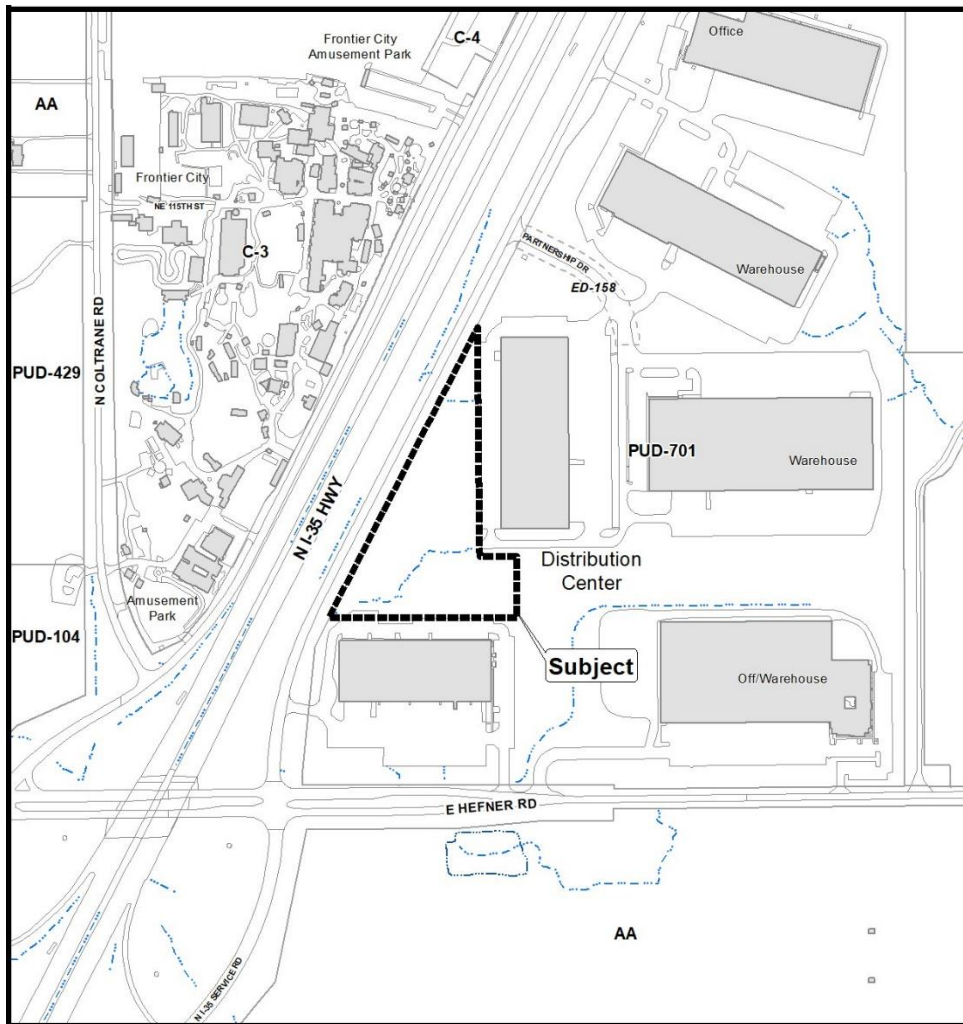 Frontier City
Amusement Park
C-4
Office
AA
Frontier City
NE 115TH ST
C-3
PARTNERSHIP DR
ED-158
Warehouse
PUD-429
N COLTRANE RD
N I-35 HWY
PUD-701
Warehouse
Distribution
Center
Amusement
Park
PUD-104
Subject
Off/Warehouse
E HEFNER RD
AA
N I-35 SERVICE RD